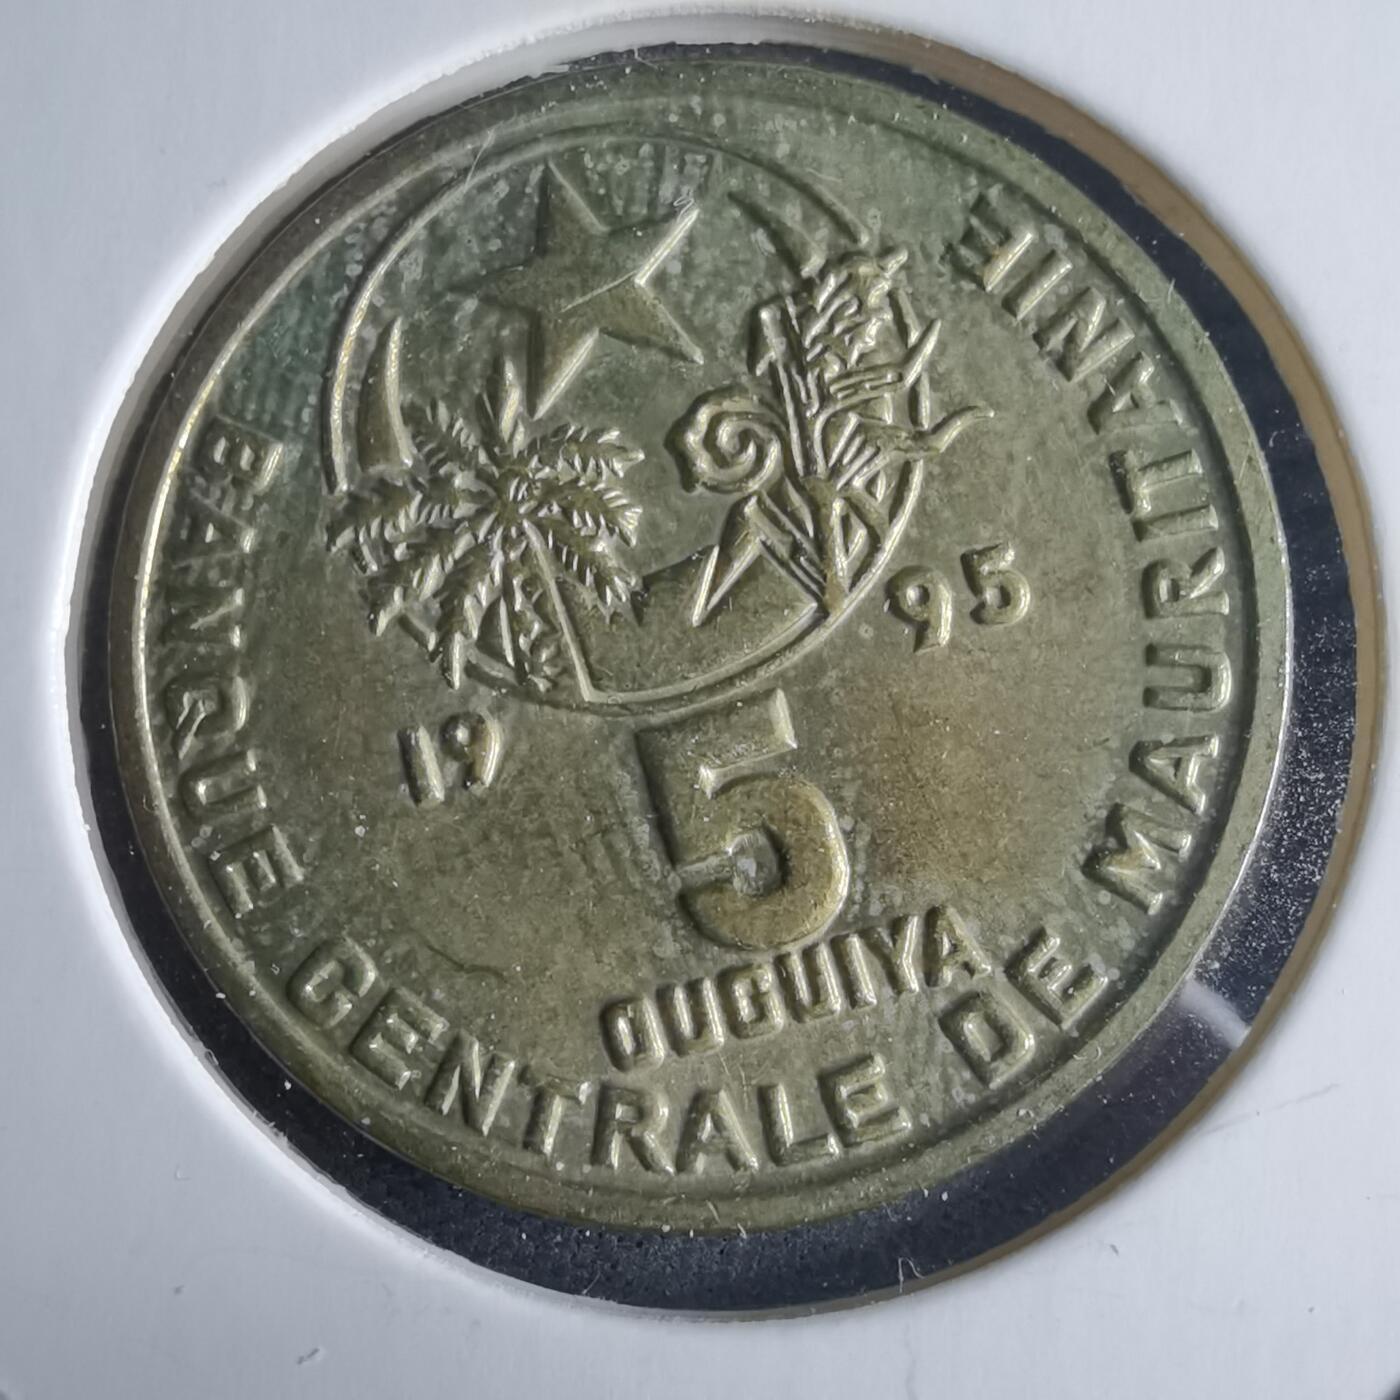 19 95
5
OUGUIYA
BANQUE CENTRALE DE MAURITANIE